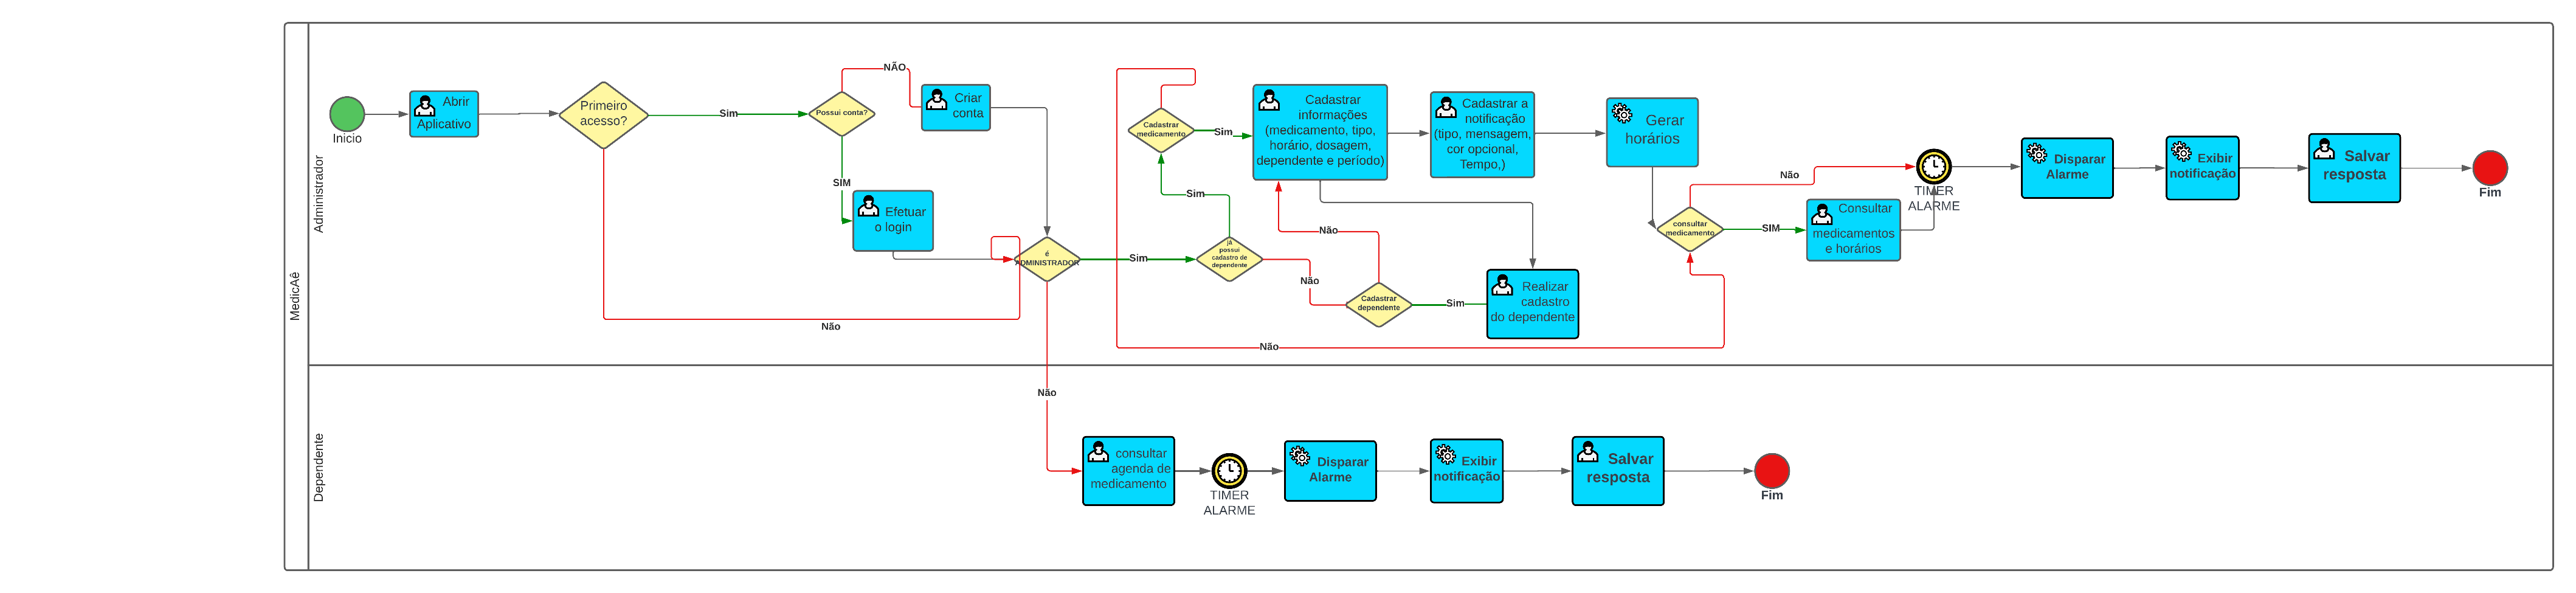 MedicAê
Administrador
Inicio
Abrir
Aplicativo
Primeiro
acesso?
Sim
Não
Possui conta?
NÃO
SIM
Criar
conta
Efetuar
o login
é
ADMINISTRADOR
Sim
Não
já
possui
cadastro de
dependente
Sim
Não
Cadastrar
medicamento
Sim
Não
Cadastrar
dependente
Não
Sim
Realizar
cadastro
do dependente
Cadastrar
informações
(medicamento, tipo,
horário, dosagem,
dependente e período)
Cadastrar a
notificação
(tipo, mensagem,
cor opcional,
Tempo,)
Gerar
horários
consultar
medicamento
Não
SIM
Consultar
medicamentos
e horários
TIMER
ALARME
Disparar
Alarme
Exibir
notificação
Salvar
resposta
Fim
Dependente
consultar
agenda de
medicamento
TIMER
ALARME
Disparar
Alarme
Exibir
notificação
Salvar
resposta
Fim